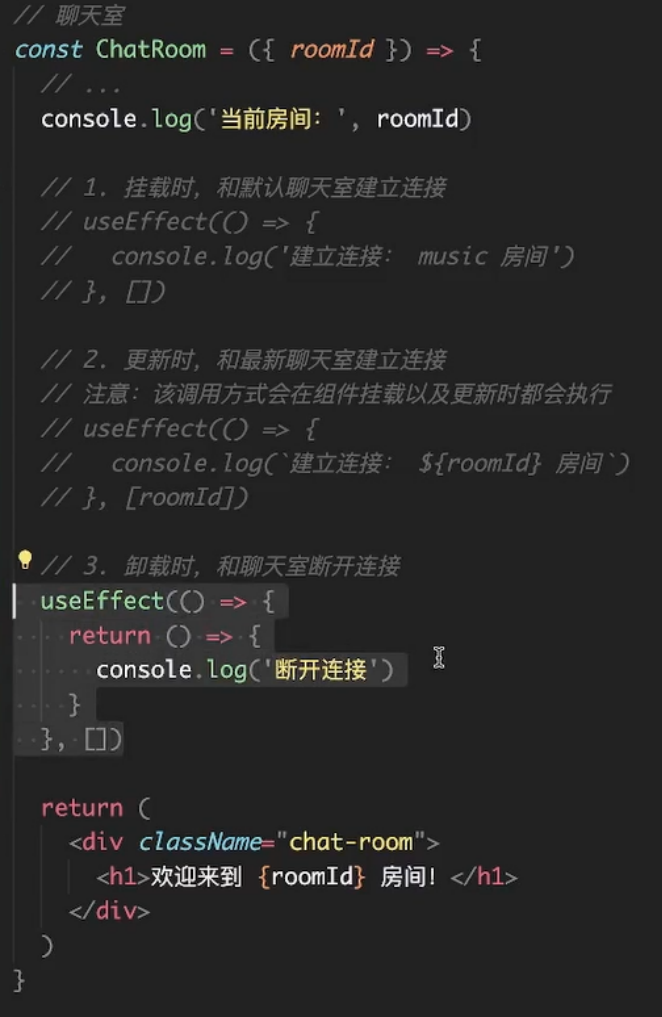 // 聊天室
const ChatRoom = ({ roomId }) => {
// ...
console.log('当前房间：', roomId)
// 1. 挂载时，和默认聊天室建立连接
// useEffect(() => {
//   console.log('建立连接： music 房间')
// }, [])
// 2. 更新时，和最新聊天室建立连接
// 注意：该调用方式会在组件挂载以及更新时都会执行
// useEffect(() => {
//   console.log(`建立连接： ${roomId} 房间`)
// }, [roomId])
// 3. 卸载时，和聊天室断开连接
useEffect(() => {
return () => {
console.log('断开连接')
}
}, [])
return (
<div className="chat-room">
<h1>欢迎来到 {roomId} 房间! </h1>
</div>
)
}